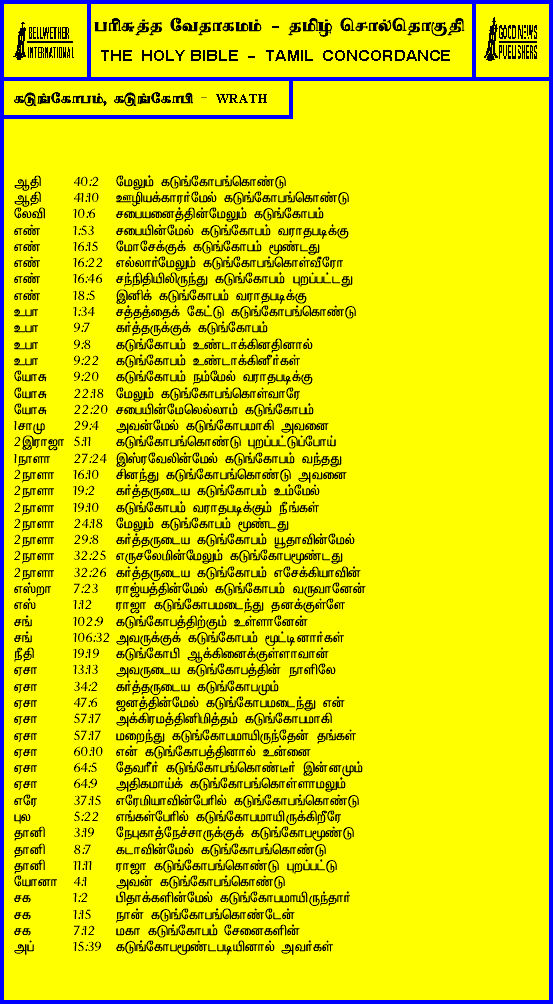 BELLWETHER
INTERNATIONAL
பரிசுத்த வேதாகமம் - தமிழ் சொல்தொகுதி
THE HOLY BIBLE - TAMIL CONCORDANCE
GOOD NEWS
PUBLISHERS
கடுங்கோபம், கடுங்கோபி - WRATH
ஆதி 40:2 மேலும் கடுங்கோபங்கொண்டு
ஆதி 41:10 ஊழியக்காரர்மேல் கடுங்கோபங்கொண்டு
லேவி 10:6 சபையனைத்தின்மேலும் கடுங்கோபம்
எண் 1:53 சபையின்மேல் கடுங்கோபம் வராதபடிக்கு
எண் 16:15 மோசேக்குக் கடுங்கோபம் மூண்டது
எண் 16:22 எல்லார்மேலும் கடுங்கோபங்கொள்வீரோ
எண் 16:46 சந்நிதியிலிருந்து கடுங்கோபம் புறப்பட்டது
எண் 18:5 இனிக் கடுங்கோபம் வராதபடிக்கு
உபா 1:34 சத்தத்தைக் கேட்டு கடுங்கோபங்கொண்டு
உபா 9:7 கர்த்தருக்குக் கடுங்கோபம்
உபா 9:8 கடுங்கோபம் உண்டாக்கினதினால்
உபா 9:22 கடுங்கோபம் உண்டாக்கினீர்கள்
யோசு 9:20 கடுங்கோபம் நம்மேல் வராதபடிக்கு
யோசு 22:18 மேலும் கடுங்கோபங்கொள்வாரே
யோசு 22:20 சபையின்மேலெல்லாம் கடுங்கோபம்
1சாமு 29:4 அவன்மேல் கடுங்கோபமாகி அவனை
2இராஜா 5:11 கடுங்கோபங்கொண்டு புறப்பட்டுப்போய்
1நாளா 27:24 இஸ்ரவேலின்மேல் கடுங்கோபம் வந்தது
2நாளா 16:10 சினந்து கடுங்கோபங்கொண்டு அவனை
2நாளா 19:2 கர்த்தருடைய கடுங்கோபம் உம்மேல்
2நாளா 19:10 கடுங்கோபம் வராதபடிக்கும் நீங்கள்
2நாளா 24:18 மேலும் கடுங்கோபம் மூண்டது
2நாளா 29:8 கர்த்தருடைய கடுங்கோபம் யூதாவின்மேல்
2நாளா 32:25 எருசலேமின்மேலும் கடுங்கோபமூண்டது
2நாளா 32:26 கர்த்தருடைய கடுங்கோபம் எசேக்கியாவின்
எஸ்றா 7:23 ராஜ்யத்தின்மேல் கடுங்கோபம் வருவானேன்
எஸ் 1:12 ராஜா கடுங்கோபமடைந்து தனக்குள்ளே
சங் 102:9 கடுங்கோபத்திற்கும் உள்ளானேன்
சங் 106:32 அவருக்குக் கடுங்கோபம் மூட்டினார்கள்
நீதி 19:19 கடுங்கோபி ஆக்கினைக்குள்ளாவான்
ஏசா 13:13 அவருடைய கடுங்கோபத்தின் நாளிலே
ஏசா 34:2 கர்த்தருடைய கடுங்கோபமும்
ஏசா 47:6 ஜனத்தின்மேல் கடுங்கோபமடைந்து என்
ஏசா 57:17 அக்கிரமத்தினிமித்தம் கடுங்கோபமாகி
ஏசா 57:17 மறைந்து கடுங்கோபமாயிருந்தேன் தங்கள்
ஏசா 60:10 என் கடுங்கோபத்தினால் உன்னை
ஏசா 64:5 தேவரீர் கடுங்கோபங்கொண்டீர் இன்னமும்
ஏசா 64:9 அதிகமாய்க் கடுங்கோபங்கொள்ளாமலும்
எரே 37:15 எரேமியாவின்பேரில் கடுங்கோபங்கொண்டு
புல 5:22 எங்கள்பேரில் கடுங்கோபமாயிருக்கிறீரே
தானி 3:19 நேபுகாத்நேச்சாருக்குக் கடுங்கோபமூண்டு
தானி 8:7 கடாவின்மேல் கடுங்கோபங்கொண்டு
தானி 11:11 ராஜா கடுங்கோபங்கொண்டு புறப்பட்டு
யோனா 4:1 அவன் கடுங்கோபங்கொண்டு
சக 1:2 பிதாக்களின்மேல் கடுங்கோபமாயிருந்தார்
சக 1:15 நான் கடுங்கோபங்கொண்டேன்
சக 7:12 மகா கடுங்கோபம் சேனைகளின்
அப் 15:39 கடுங்கோபமூண்டபடியினால் அவர்கள்